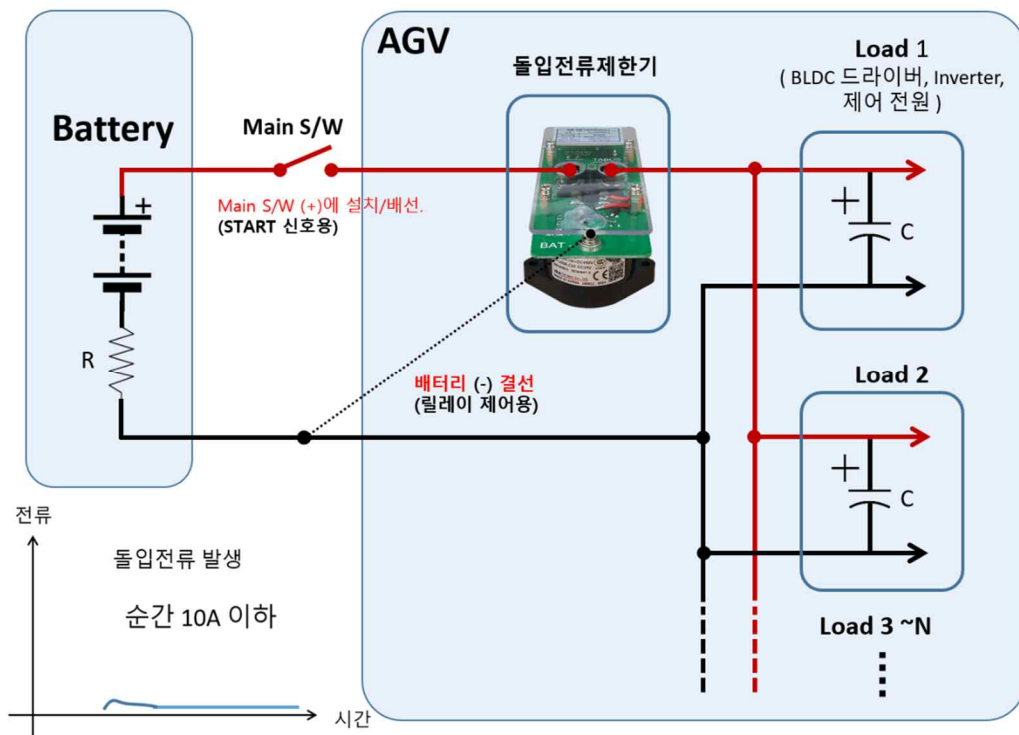 AGV
Battery
Main S/W
돌입전류제한기
Load 1
( BLDC 드라이버, Inverter,
제어 전원 )
+
Main S/W (+)에 설치/배선.
(START 신호용)
BAT
+
C
R
배터리 (-) 결선
(릴레이 제어용)
Load 2
+
C
Load 3 ~N
전류
돌입전류 발생
순간 10A 이하
시간